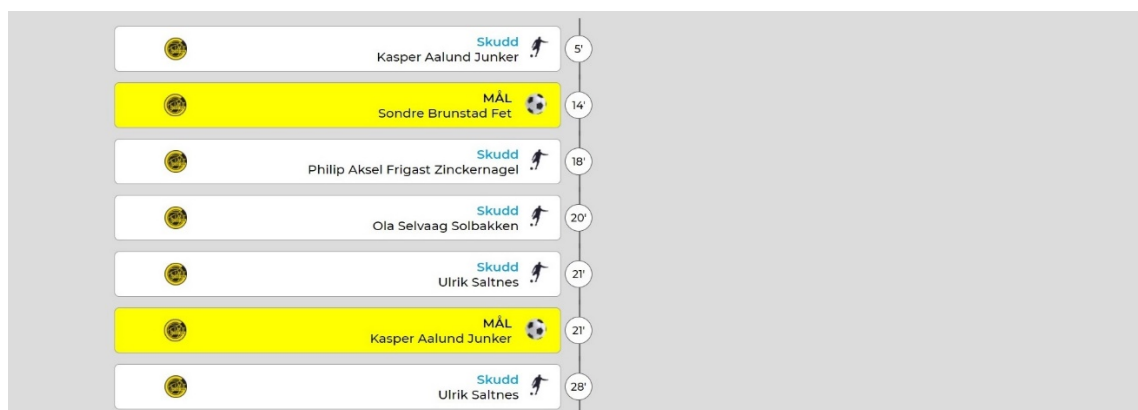 Skudd
Kasper Aalund Junker
5'
MÅL
Sondre Brunstad Fet
14'
Skudd
Philip Aksel Frigast Zinckernagel
18'
Skudd
Ola Selvaag Solbakken
20'
Skudd
Ulrik Saltnes
21'
MÅL
Kasper Aalund Junker
21'
Skudd
Ulrik Saltnes
28'